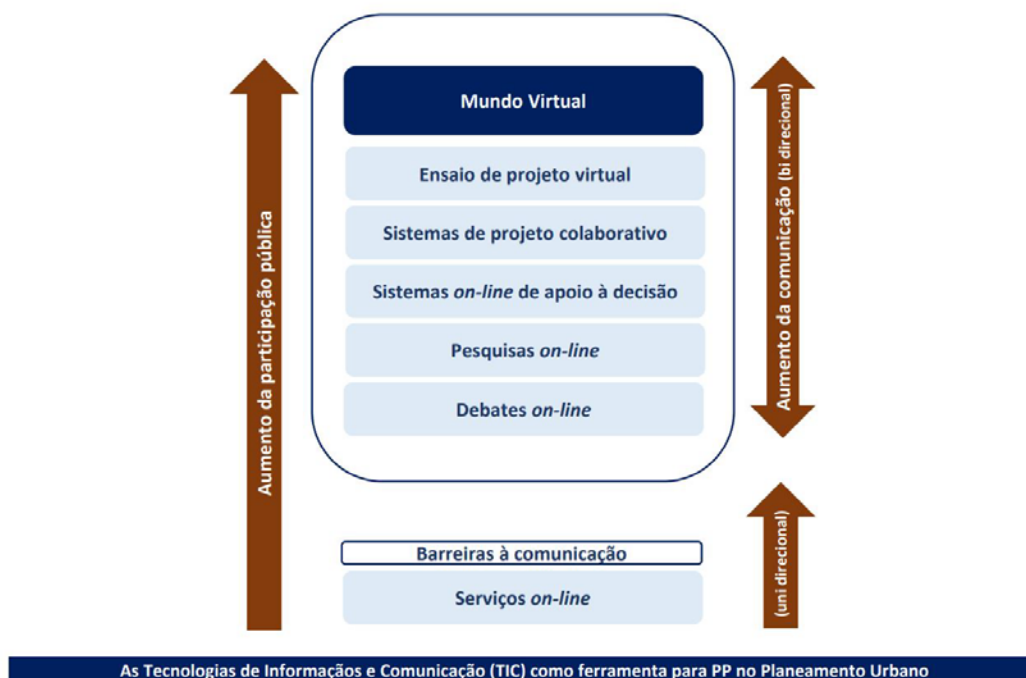 Mundo Virtual
Ensaio de projeto virtual
Sistemas de projeto colaborativo
Sistemas on-line de apoio à decisão
Pesquisas on-line
Debates on-line
Barreiras à comunicação
Serviços on-line
Aumento da participação pública
Aumento da comunicação (bi direcional)
(uni direcional)
As Tecnologias de Informaçãos e Comunicação (TIC) como ferramenta para PP no Planeamento Urbano